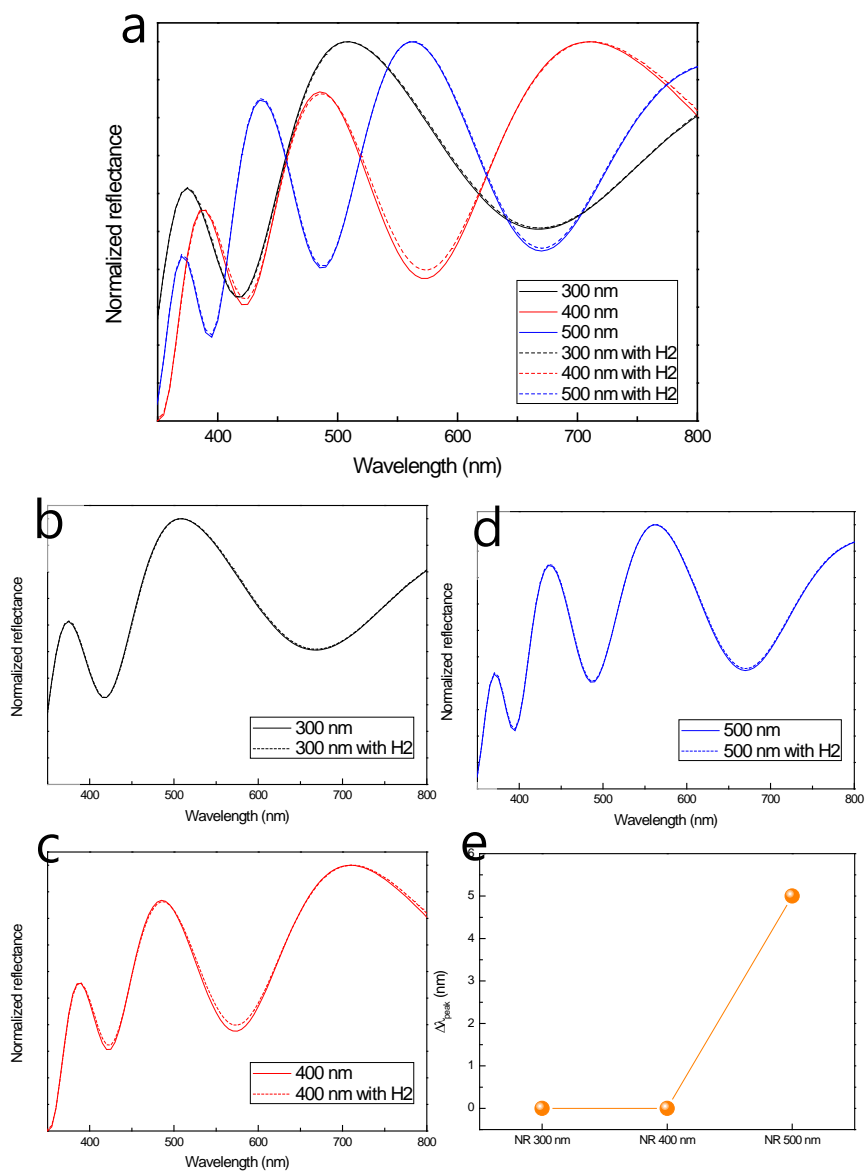 a
Normalized reflectance
300 nm
400 nm
500 nm
300 nm with H2
400 nm with H2
500 nm with H2
400 500 600 700 800
Wavelength (nm)
b
Normalized reflectance
300 nm
300 nm with H2
400 500 600 700 800
Wavelength (nm)
d
Normalized reflectance
500 nm
500 nm with H2
400 500 600 700 800
Wavelength (nm)
c
Normalized reflectance
400 nm
400 nm with H2
400 500 600 700 800
Wavelength (nm)
e
Δλpeak (nm)
6
5
4
3
2
1
0
NR 300 nm NR 400 nm NR 500 nm